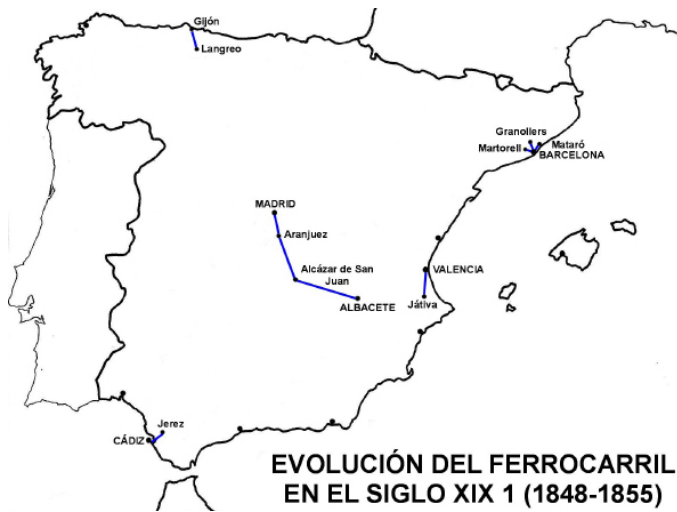 Gijón
Langreo
Granollers
Martorell
Mataró
BARCELONA
MADRID
Aranjuez
Alcázar de San
Juan
ALBACETE
VALENCIA
Játiva
Jerez
CÁDIZ
EVOLUCIÓN DEL FERROCARRIL
EN EL SIGLO XIX 1 (1848-1855)